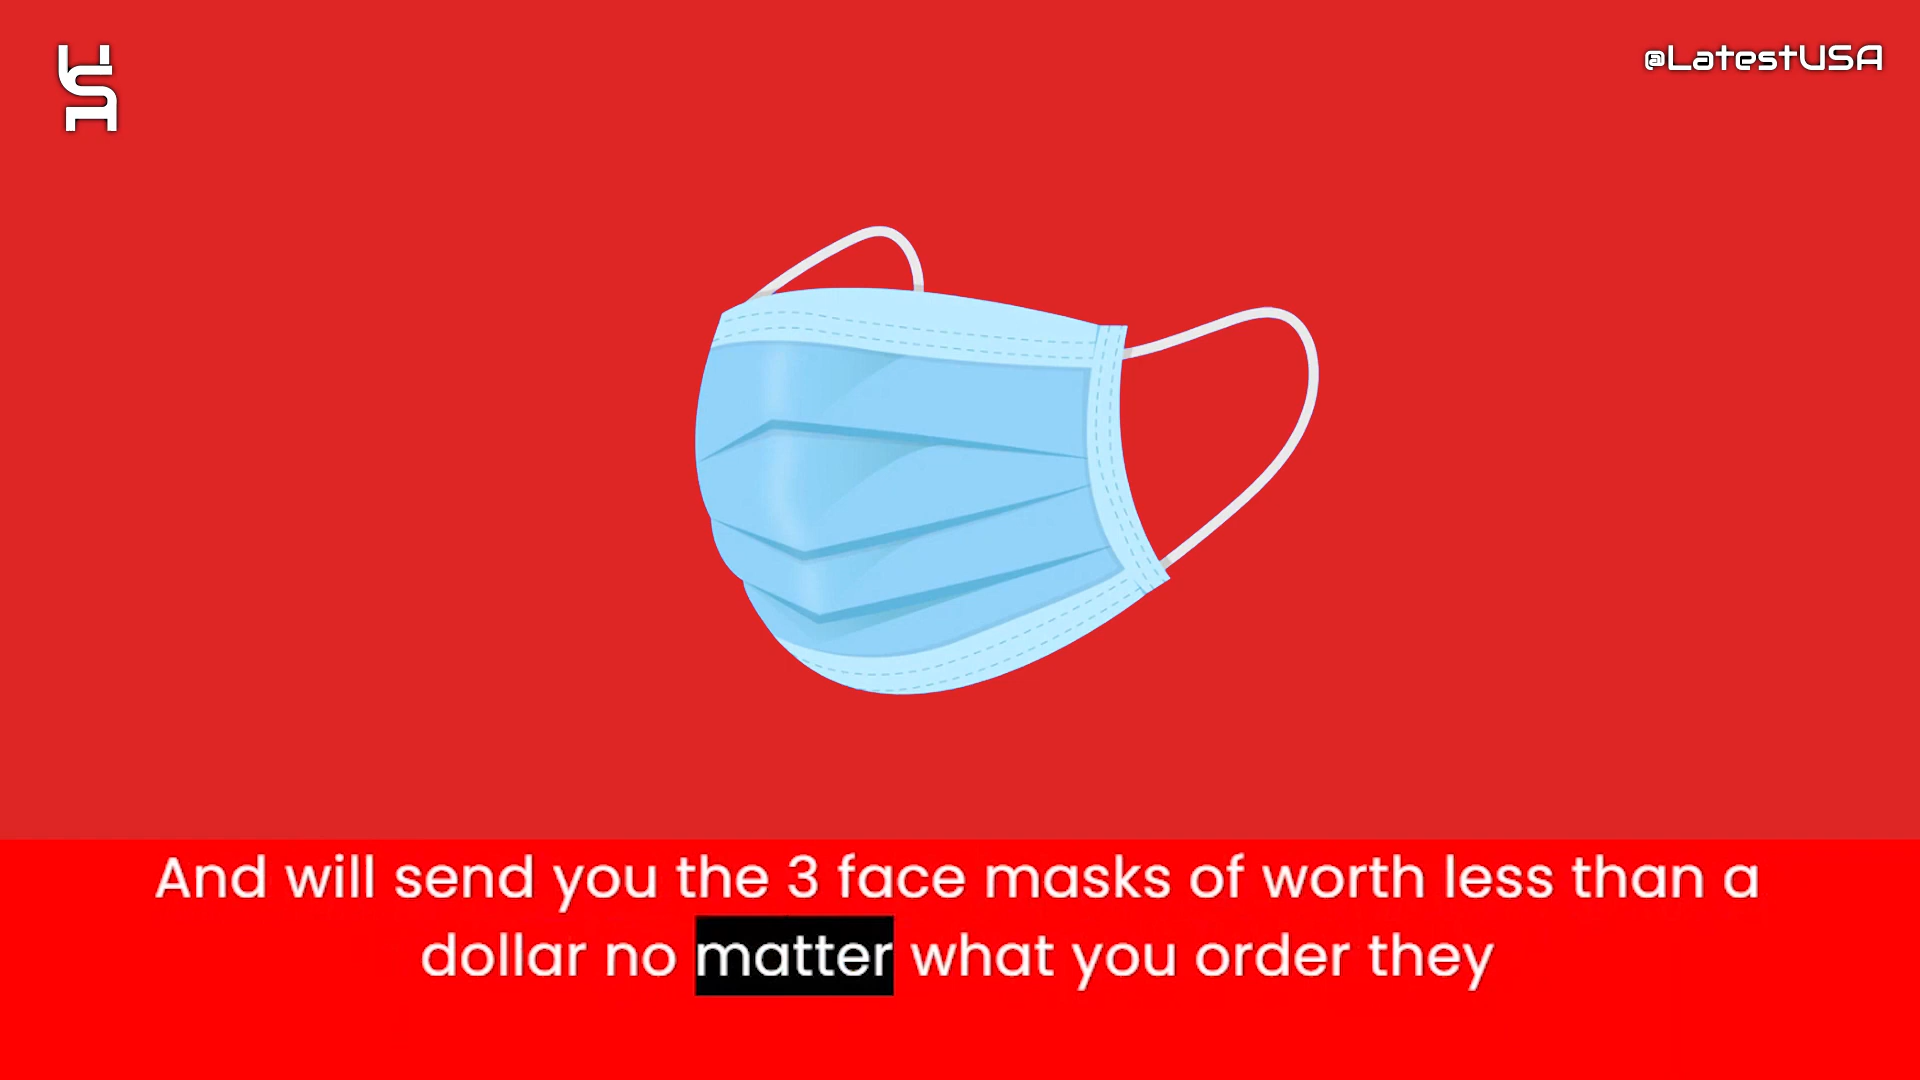 USA
@LatestUSA
And will send you the 3 face masks of worth less than a
dollar no matter what you order they